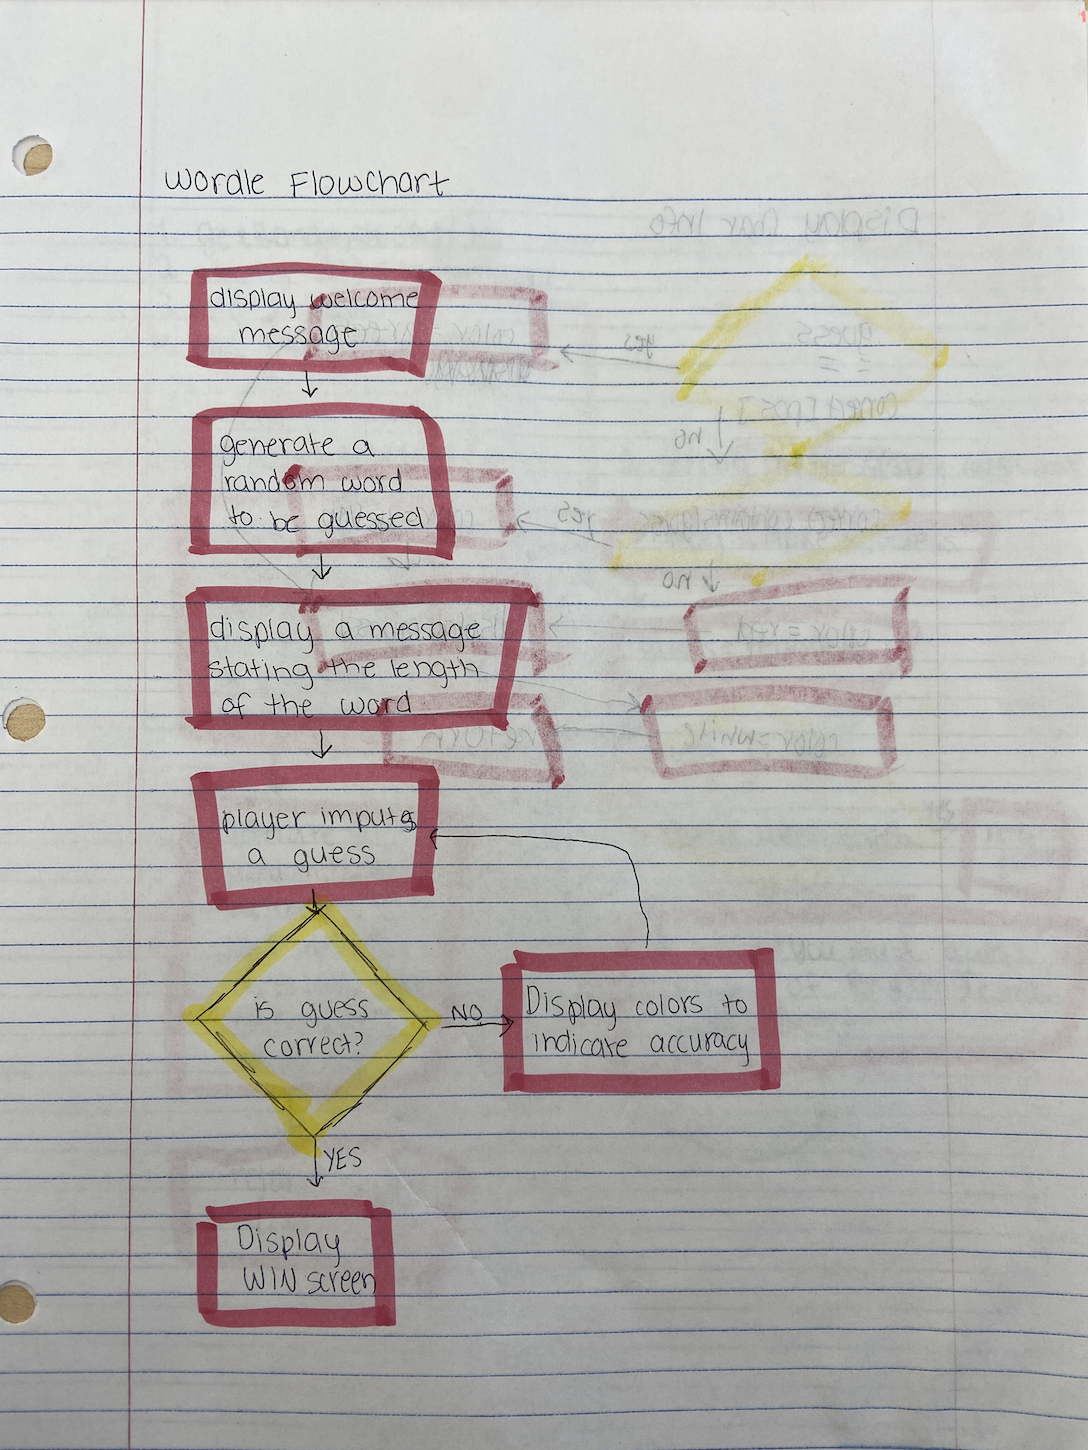 Wordle Flowchart
display welcome
message
generate a
random word
to be guessed
display a message
stating the length
of the word
player imputs
a guess
is guess
correct?
NO
Display colors to
indicate accuracy
YES
Display
WIN screen